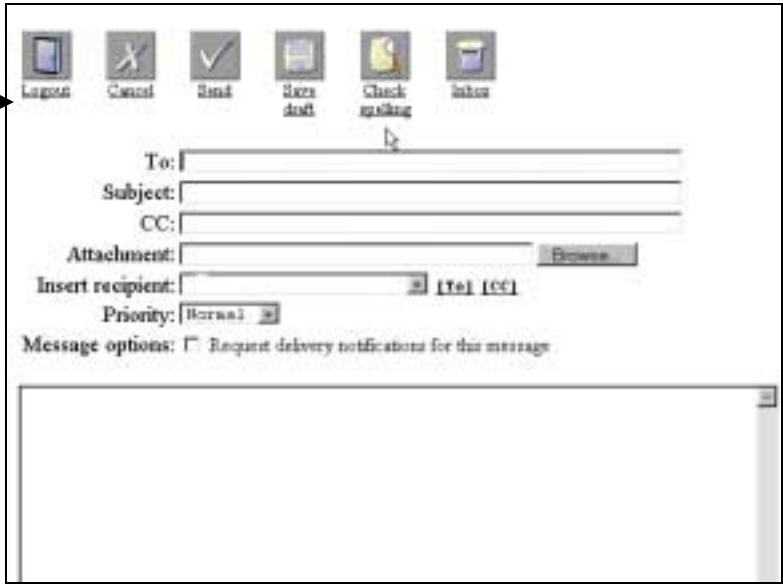 Logout Cancel Send Save Check Inbox
draft spelling
To:
Subject:
CC:
Attachment: Browse...
Insert recipient: [To] [CC]
Priority: Normal
Message options: Request delivery notifications for this message